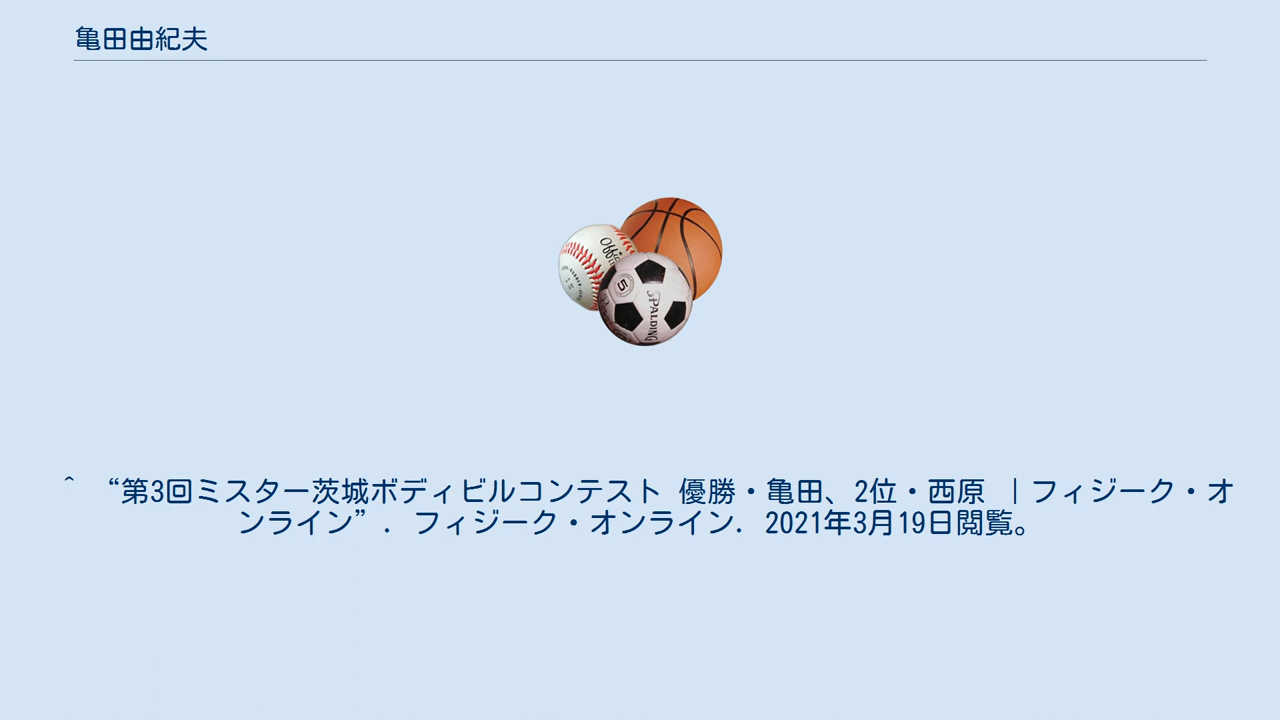 亀田由紀夫
Offic
5
SPALDING
^ “第3回ミスター茨城ボディビルコンテスト 優勝・亀田、2位・西原 ｜フィジーク・オ
ンライン”. フィジーク・オンライン. 2021年3月19日閲覧。